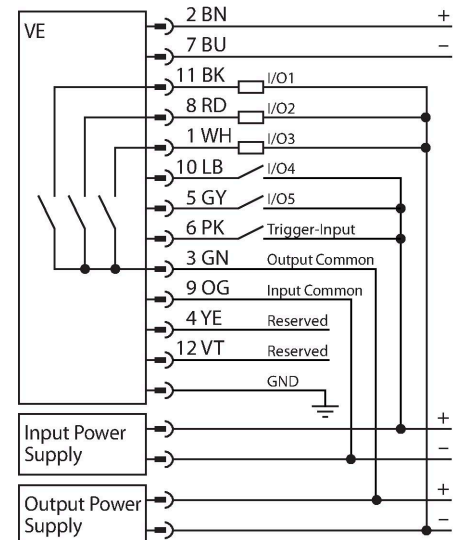 VE
2 BN
+
7 BU
–
11 BK
I/O1
8 RD
I/O2
1 WH
I/O3
10 LB
I/O4
5 GY
I/O5
6 PK
Trigger-Input
3 GN
Output Common
9 OG
Input Common
4 YE
Reserved
12 VT
Reserved
GND
Input Power
Supply
+
–
Output Power
Supply
+
–